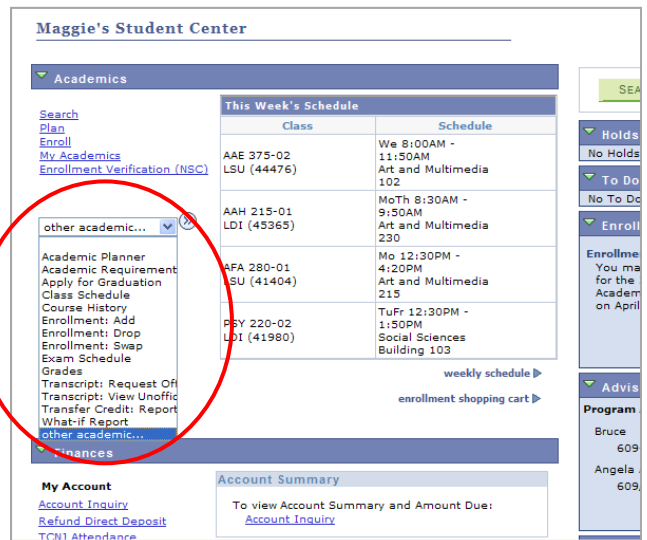 Maggie's Student Center
Academics
Search
Plan
Enroll
My Academics
Enrollment Verification (NSC)
other academic...
Academic Planner
Academic Requirement
Apply for Graduation
Class Schedule
Course History
Enrollment: Add
Enrollment: Drop
Enrollment: Swap
Exam Schedule
Grades
Transcript: Request Off
Transcript: View Unoffic
Transfer Credit: Report
What-if Report
other academic...
This Week's Schedule
Class Schedule
AAE 375-02
LSU (44476)
We 8:00AM -
11:50AM
Art and Multimedia
102
AAH 215-01
LDI (45365)
MoTh 8:30AM -
9:50AM
Art and Multimedia
230
AFA 280-01
LSU (41404)
Mo 12:30PM -
4:20PM
Art and Multimedia
215
PSY 220-02
LDI (41980)
TuFr 12:30PM -
1:50PM
Social Sciences
Building 103
weekly schedule
enrollment shopping cart
Finances
My Account
Account Inquiry
Refund Direct Deposit
TCNJ Attendance
Account Summary
To view Account Summary and Amount Due:
Account Inquiry
SEA
Holds
No Holds
To Do
No To Do
Enroll
Enrollme
You ma
for the
Academ
on April
Advis
Program
Bruce
609
Angela
609/